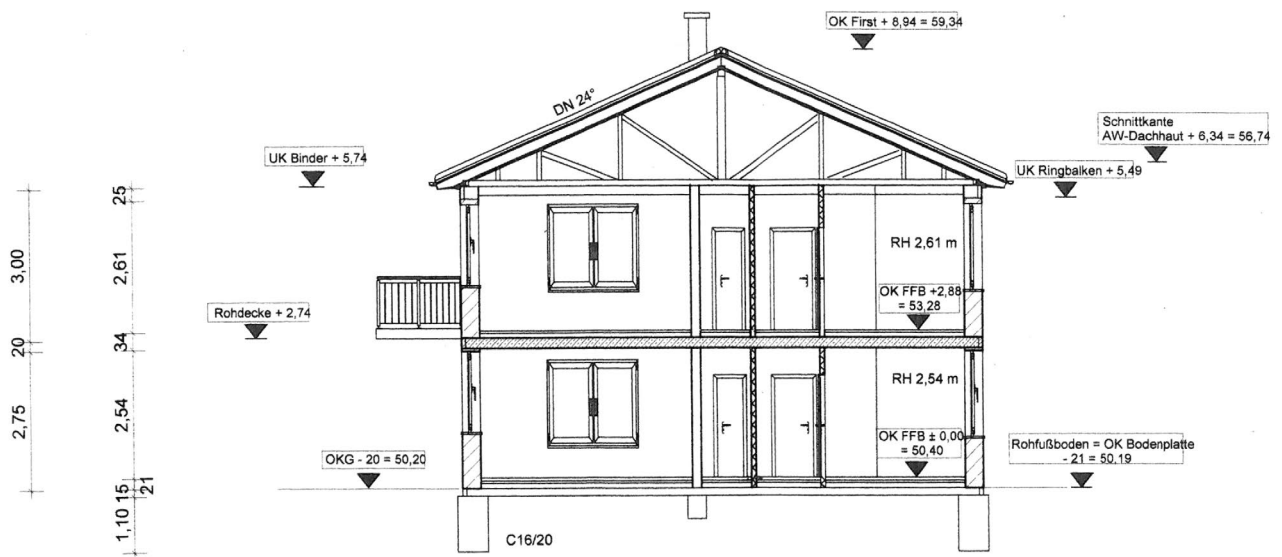 OK First + 8,94 = 59,34
DN 24°
Schnittkante
AW-Dachhaut + 6,34 = 56,74
UK Binder + 5,74
UK Ringbalken + 5,49
25
3,00
2,61
RH 2,61 m
OK FFB +2,88
= 53,28
Rohdecke + 2,74
20
34
RH 2,54 m
2,75
2,54
OK FFB ± 0,00
= 50,40
Rohfußboden = OK Bodenplatte
- 21 = 50,19
OKG - 20 = 50,20
21
15
1,10
C16/20